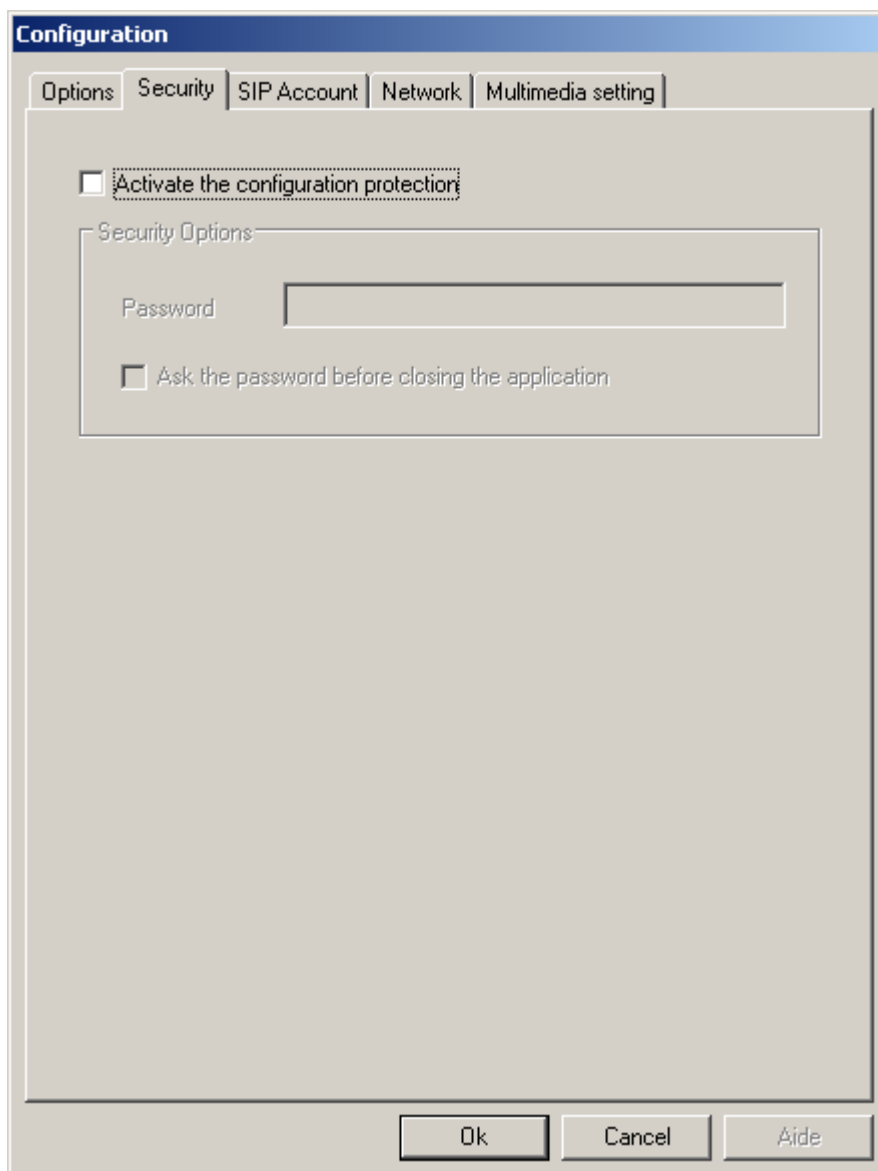 Configuration
Options Security SIP Account Network Multimedia setting
Activate the configuration protection
Security Options
Password
Ask the password before closing the application
Ok Cancel Aide